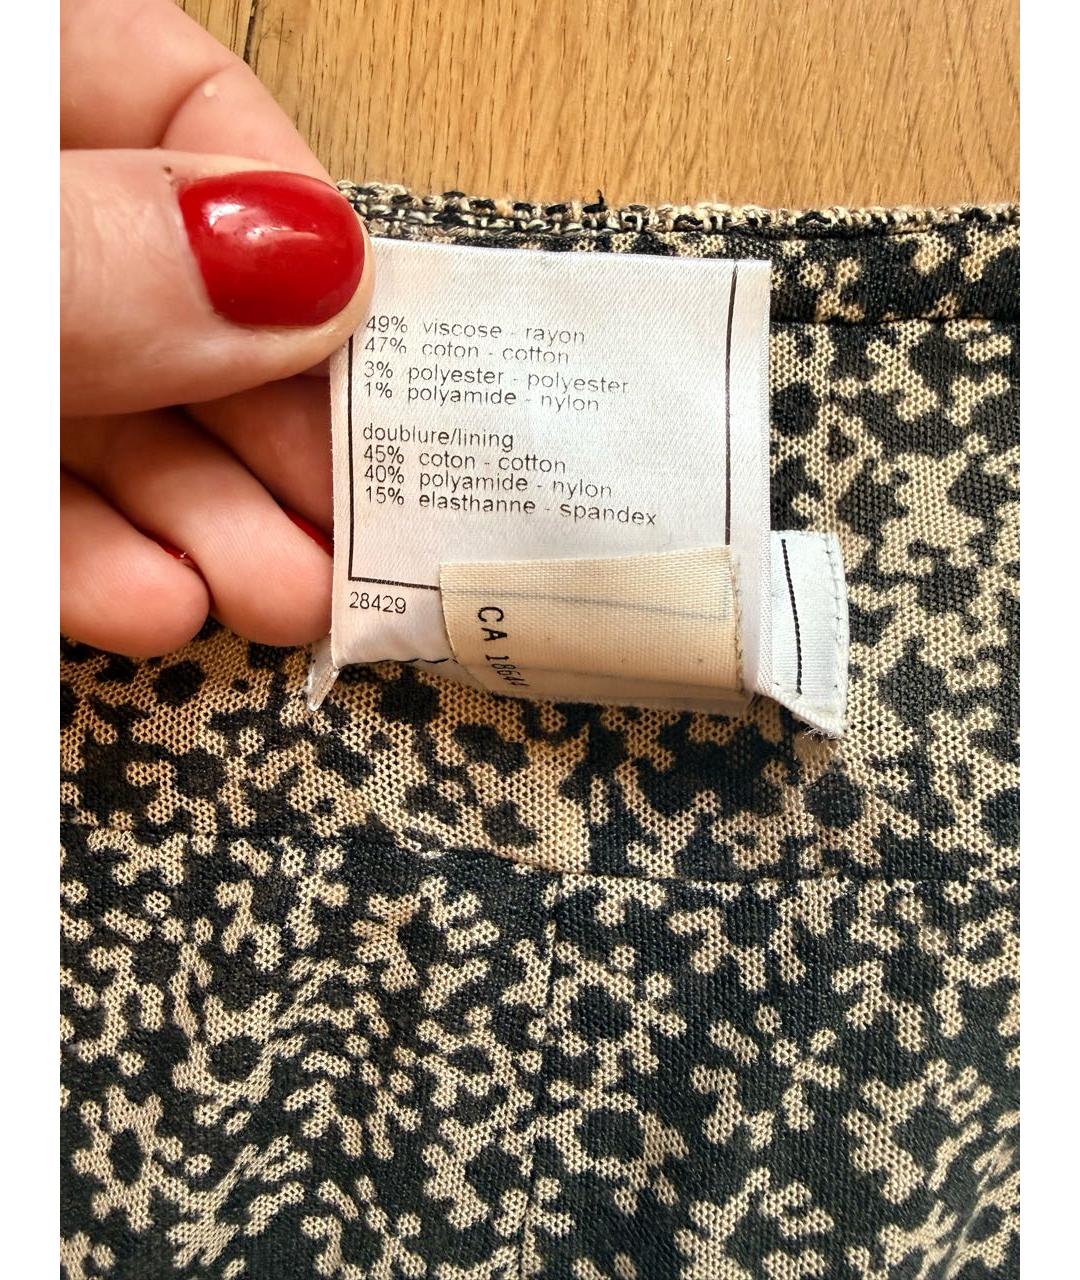 49% viscose - rayon
47% coton - cotton
3% polyester - polyester
1% polyamide - nylon
doublure/lining
45% coton - cotton
40% polyamide - nylon
15% elasthanne - spandex
28429
CA